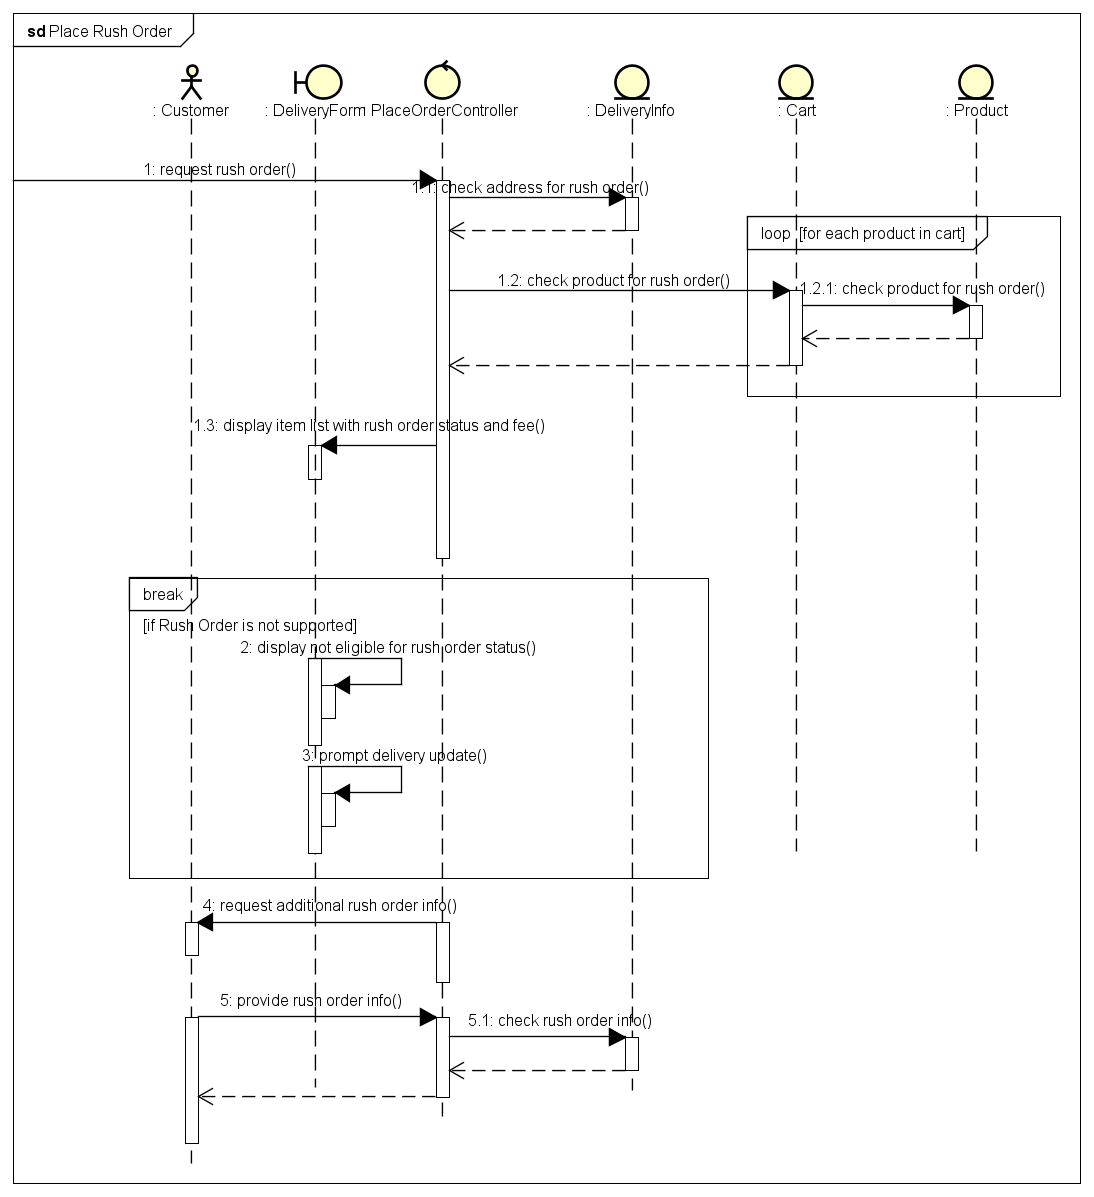 sd Place Rush Order
: Customer
: DeliveryForm
PlaceOrderController
: DeliveryInfo
: Cart
: Product
1: request rush order()
1.1: check address for rush order()
loop [for each product in cart]
1.2: check product for rush order()
1.2.1: check product for rush order()
1.3: display item list with rush order status and fee()
break
[if Rush Order is not supported]
2: display not eligible for rush order status()
3: prompt delivery update()
4: request additional rush order info()
5: provide rush order info()
5.1: check rush order info()